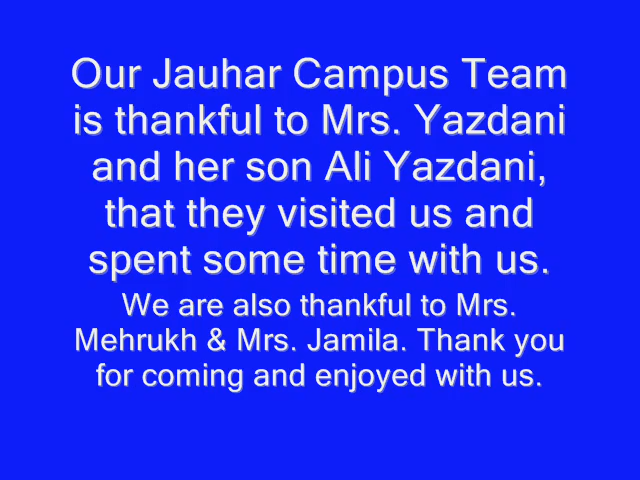 Our Jauhar Campus Team
is thankful to Mrs. Yazdani
and her son Ali Yazdani,
that they visited us and
spent some time with us.
We are also thankful to Mrs.
Mehrukh & Mrs. Jamila. Thank you
for coming and enjoyed with us.